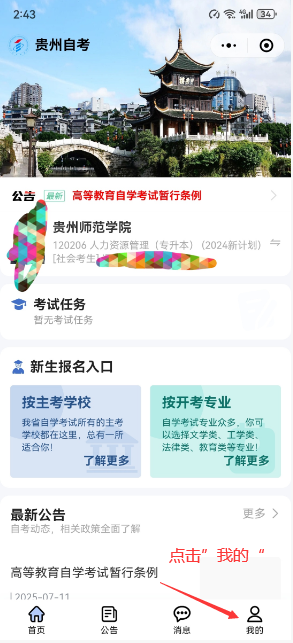 2:43
34
贵州自考
公告 最新 高等教育自学考试暂行条例
贵州师范学院
120206 人力资源管理（专升本）(2024新计划)
[社会考生]
考试任务
暂无考试任务
新生报名入口
按主考学校
我省自学考试所有的主考
学校都在这里，总有一所
适合你！
了解更多
按开考专业
自学考试专业众多，你可
以选择文学类、工学类、
法律类、教育类等专业！
了解更多
最新公告
更多
自考动态，相关政策全面了解
点击”我的“
高等教育自学考试暂行条例
2025-07-11
首页
公告
消息
我的